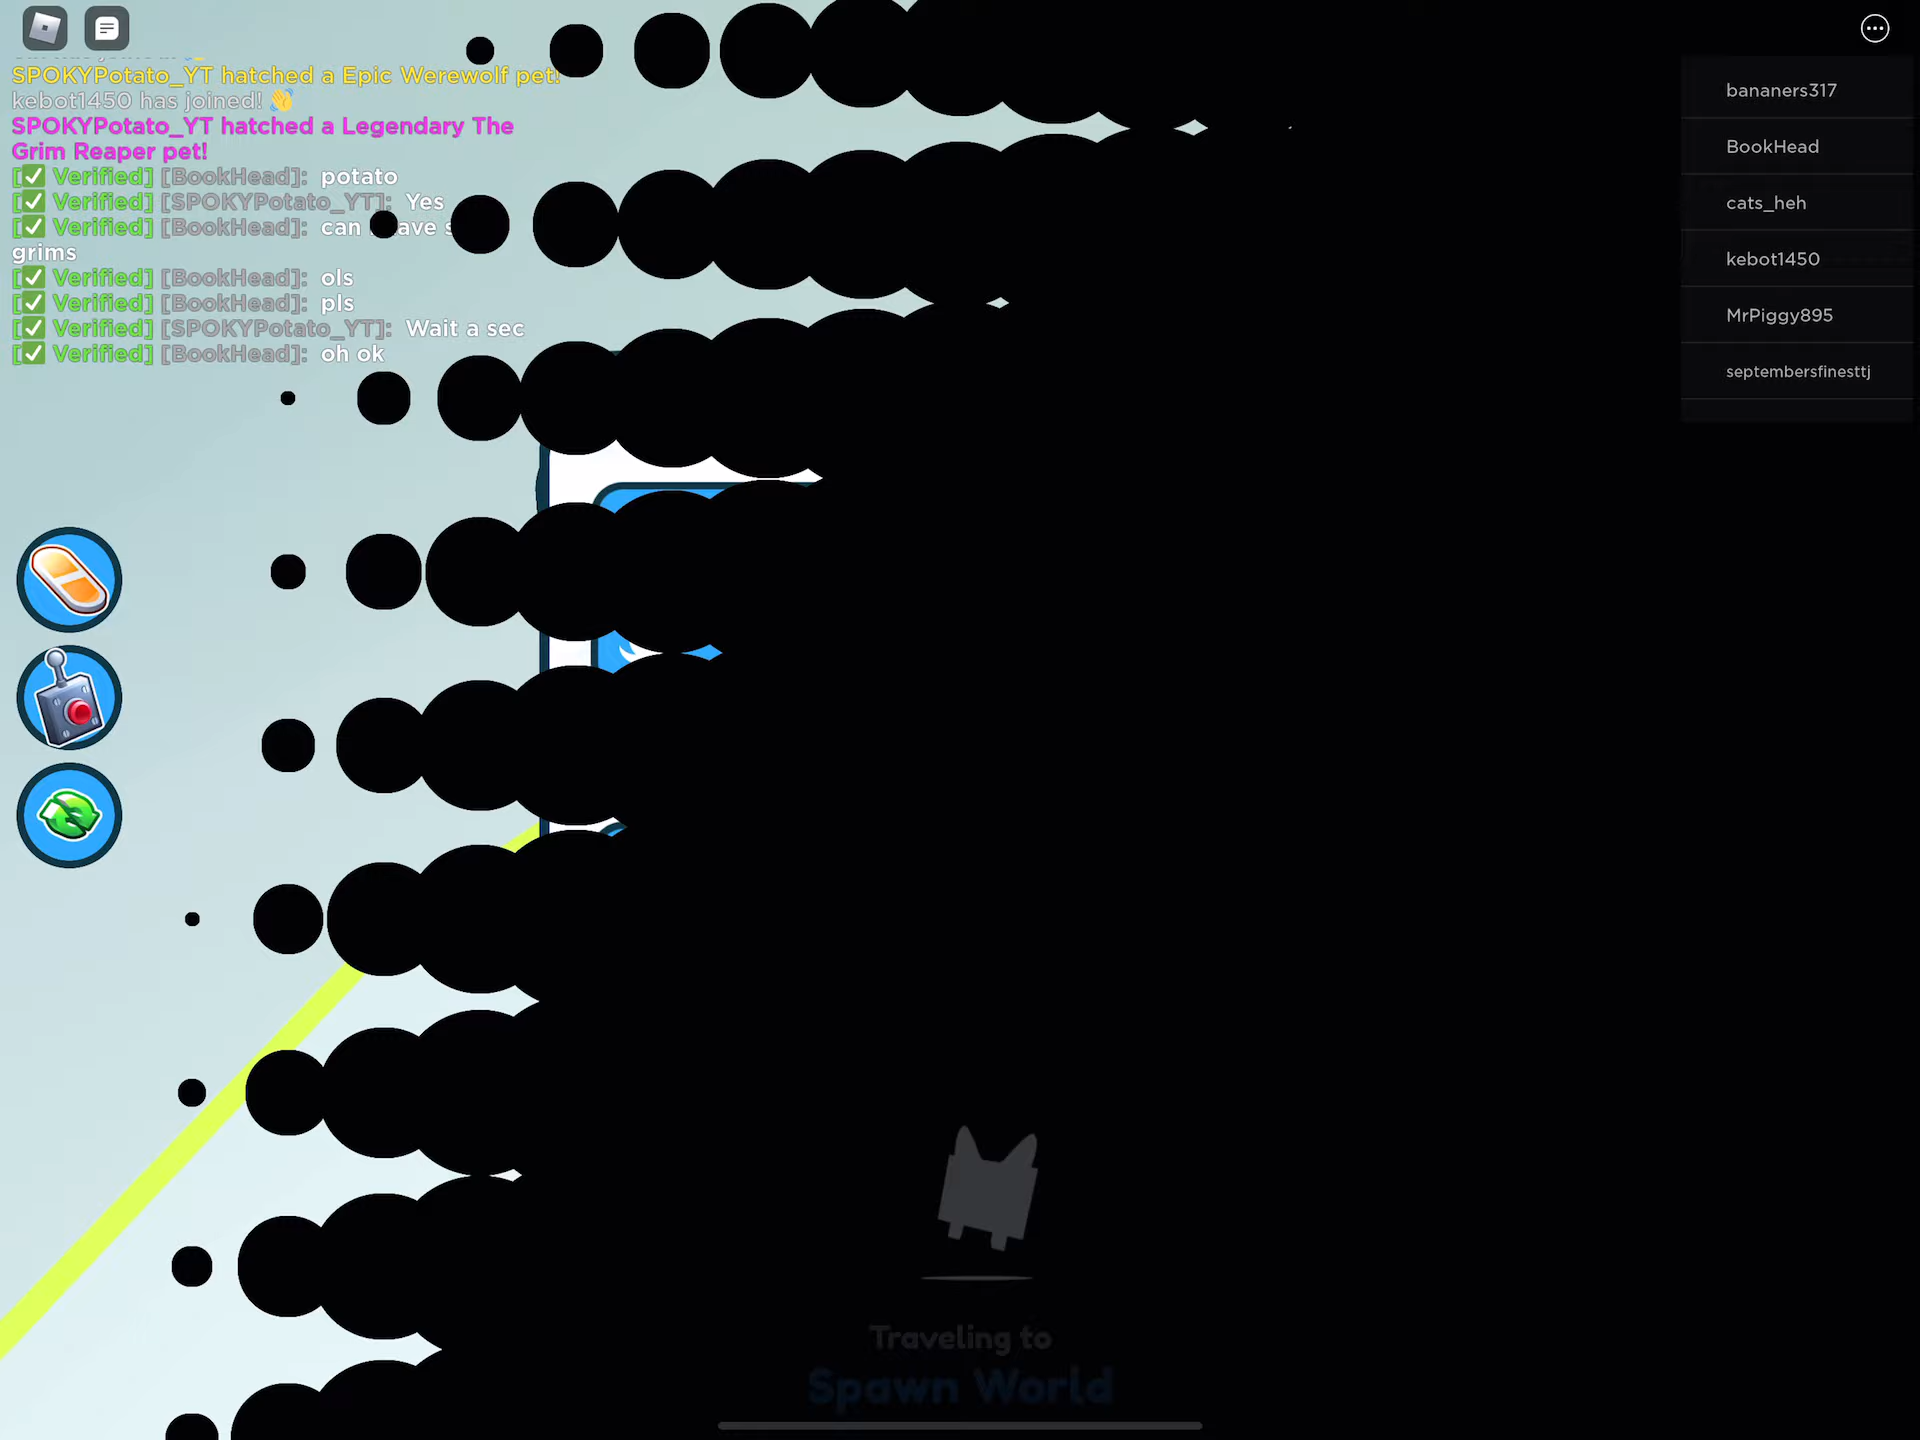 SPOKYPotato_YT hatched a Epic Werewolf pet!
kebot1450 has joined! 👋
SPOKYPotato_YT hatched a Legendary The
Grim Reaper pet!
[✅ Verified] [BookHead]: potato
[✅ Verified] [SPOKYPotato_YT]: Yes
[✅ Verified] [BookHead]: can
grims
[✅ Verified] [BookHead]: ols
[✅ Verified] [BookHead]: pls
[✅ Verified] [SPOKYPotato_YT]: Wait a sec
[✅ Verified] [BookHead]: oh ok
bananers317
BookHead
cats_heh
kebot1450
MrPiggy895
septembersfinesttj
Traveling to
Spawn World